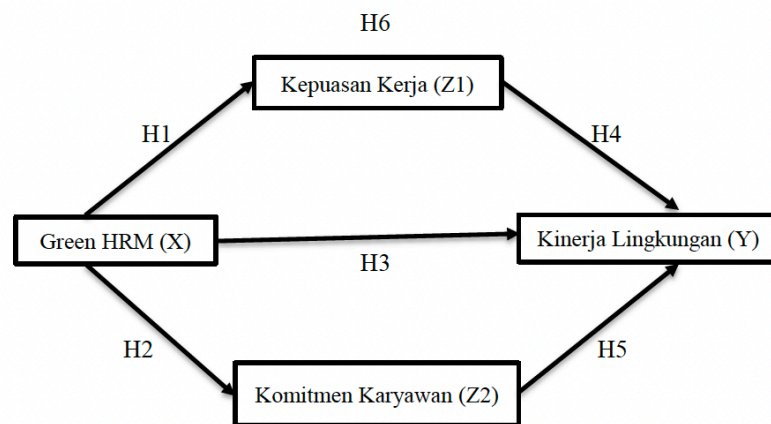 H6
Kepuasan Kerja (Z1)
H1
H4
Green HRM (X)
Kinerja Lingkungan (Y)
H3
H2
H5
Komitmen Karyawan (Z2)